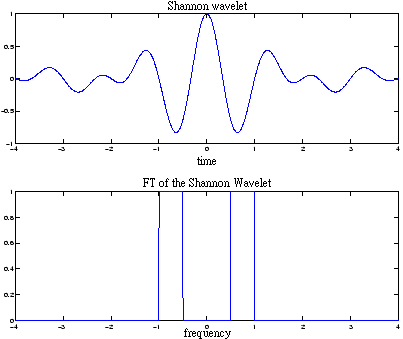 Shannon wavelet
1
0.5
0
-0.5
-1
-4 -3 -2 -1 0 1 2 3 4
time
FT of the Shannon Wavelet
1
0.8
0.6
0.4
0.2
0
-4 -3 -2 -1 0 1 2 3 4
frequency